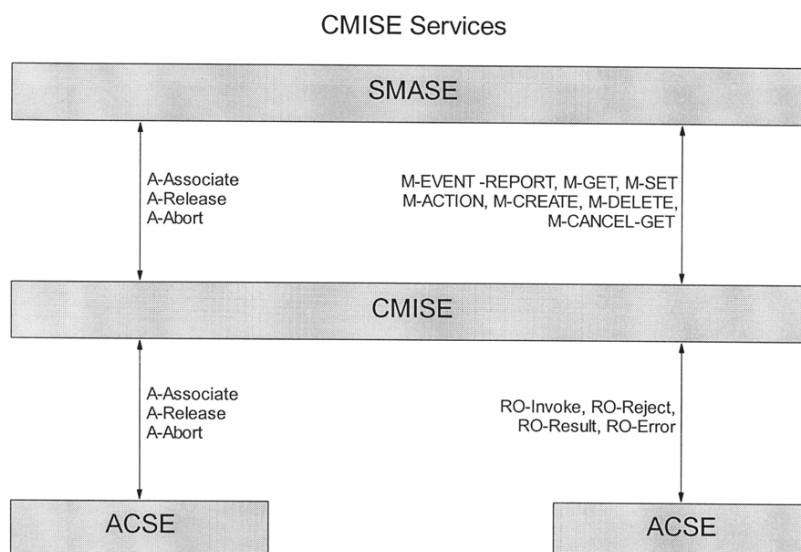 CMISE Services
SMASE
A-Associate
A-Release
A-Abort
M-EVENT -REPORT, M-GET, M-SET
M-ACTION, M-CREATE, M-DELETE,
M-CANCEL-GET
CMISE
A-Associate
A-Release
A-Abort
RO-Invoke, RO-Reject,
RO-Result, RO-Error
ACSE
ACSE